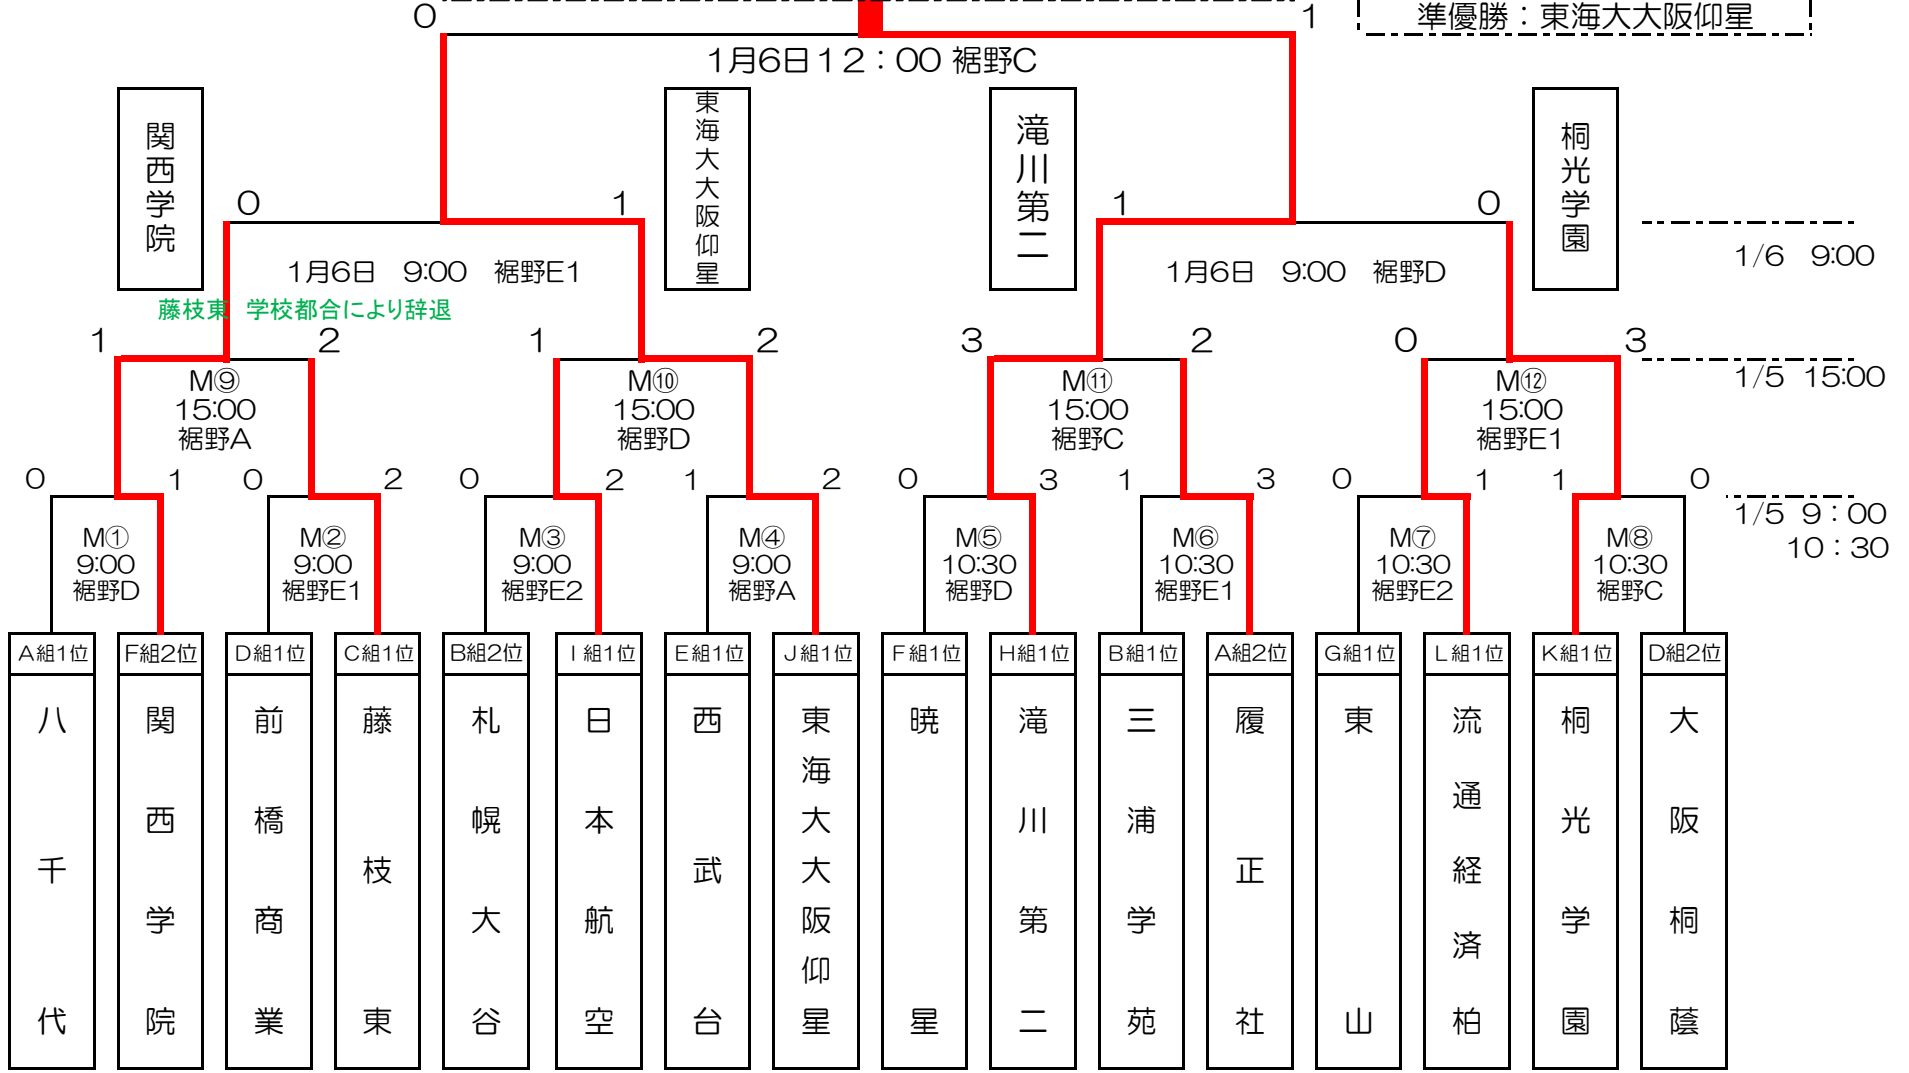 0
1
準優勝：東海大大阪仰星
1月6日12：00 裾野C
関西学院
東海大大阪仰星
滝川第二
桐光学園
0
1
1
0
1月6日　9:00　裾野E1
1月6日　9:00　裾野D
1/6　9:00
藤枝東　学校都合により辞退
1
2
1
2
3
2
0
3
M⑨
15:00
裾野A
M⑩
15:00
裾野D
M⑪
15:00
裾野C
M⑫
15:00
裾野E1
1/5　15:00
0
1
0
2
0
2
1
2
0
3
1
3
0
1
1
0
M①
9:00
裾野D
M②
9:00
裾野E1
M③
9:00
裾野E2
M④
9:00
裾野A
M⑤
10:30
裾野D
M⑥
10:30
裾野E1
M⑦
10:30
裾野E2
M⑧
10:30
裾野C
1/5　9：00
10：30
A組1位
八千代
F組2位
関西学院
D組1位
前橋商業
C組1位
藤枝東
B組2位
札幌大谷
I組1位
日本航空
E組1位
西武台
J組1位
東海大大阪仰星
F組1位
暁星
H組1位
滝川第二
B組1位
三浦学苑
A組2位
履正社
G組1位
東山
L組1位
流通経済柏
K組1位
桐光学園
D組2位
大阪桐蔭